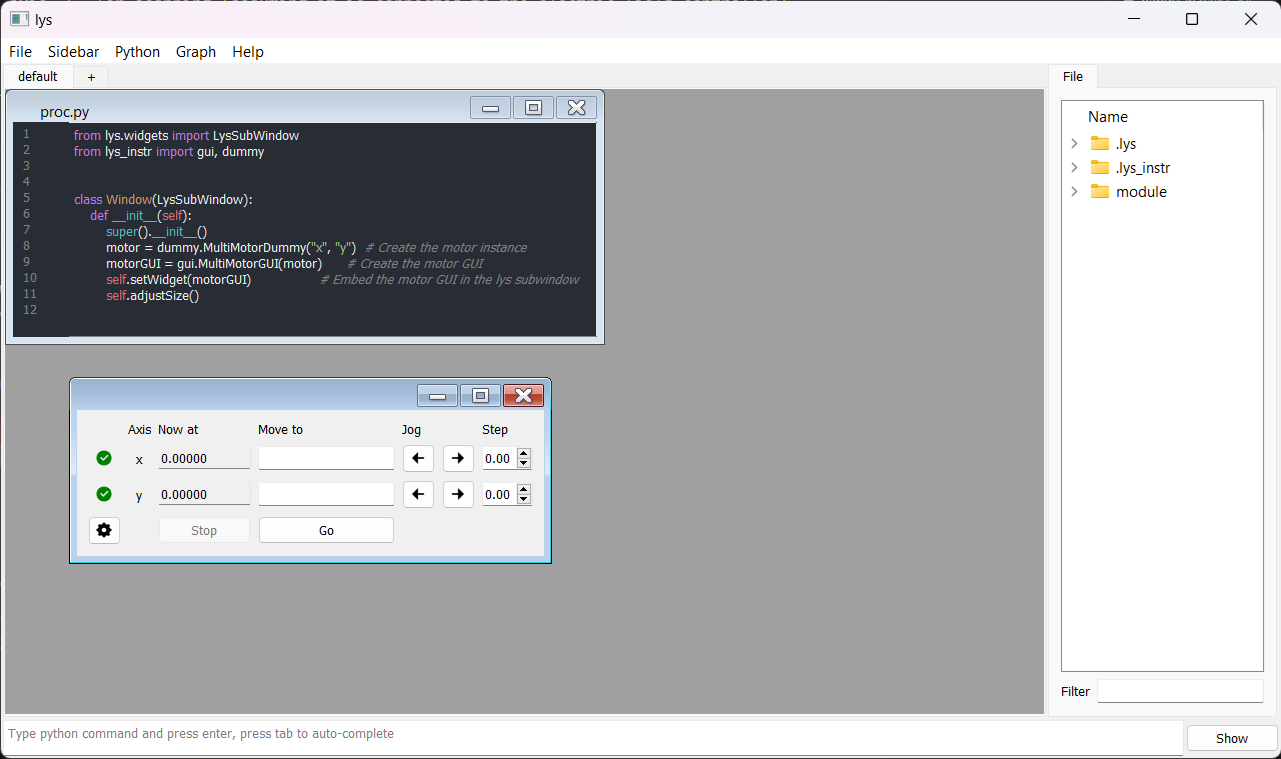 lys
File Sidebar Python Graph Help
default +
proc.py
1 from lys.widgets import LysSubWindow
2 from lys_instr import gui, dummy
3
4
5 class Window(LysSubWindow):
6 def __init__(self):
7 super().__init__()
8 motor = dummy.MultiMotorDummy("x", "y") # Create the motor instance
9 motorGUI = gui.MultiMotorGUI(motor) # Create the motor GUI
10 self.setWidget(motorGUI) # Embed the motor GUI in the lys subwindow
11 self.adjustSize()
12
Axis Now at Move to Jog Step
x 0.00000 0.00
y 0.00000 0.00
Stop Go
File
Name
.lys
.lys_instr
module
Filter
Type python command and press enter, press tab to auto-complete
Show